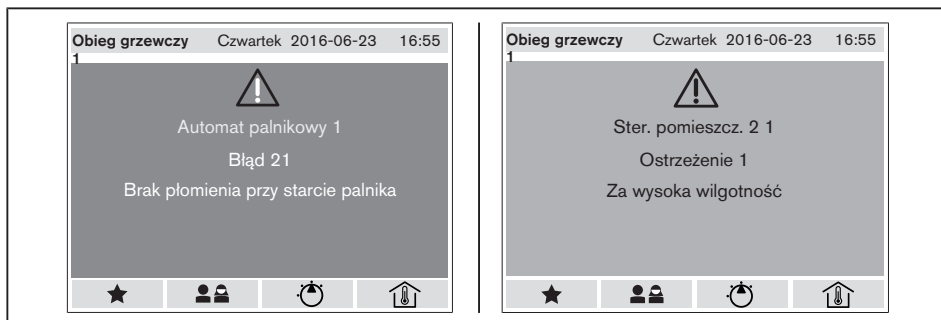 Obieg grzewczy 1 Czwartek 2016-06-23 16:55
Automat palnikowy 1
Błąd 21
Brak płomienia przy starcie palnika
Obieg grzewczy 1 Czwartek 2016-06-23 16:55
Ster. pomieszcz. 2 1
Ostrzeżenie 1
Za wysoka wilgotność